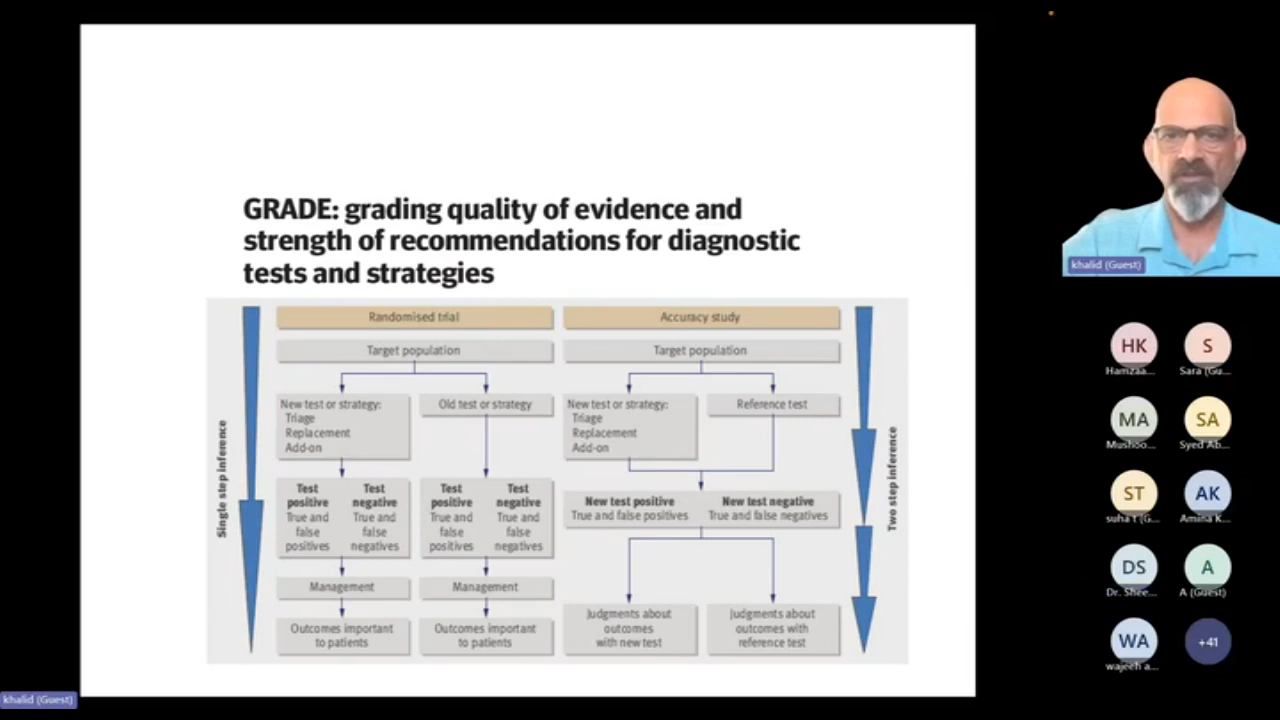 GRADE: grading quality of evidence and
strength of recommendations for diagnostic
tests and strategies
Single step inference
Randomised trial
Target population
New test or strategy:
Triage
Replacement
Add-on
Old test or strategy
Test
positive
True and
false
positives
Test
negative
True and
false
negatives
Test
positive
True and
false
positives
Test
negative
True and
false
negatives
Management
Management
Outcomes important
to patients
Outcomes important
to patients
Accuracy study
Target population
New test or strategy:
Triage
Replacement
Add-on
Reference test
New test positive
True and false positives
New test negative
True and false negatives
Judgments about
outcomes
with new test
Judgments about
outcomes with
reference test
Two step inference
khalid (Guest)
HK
Hamzaa...
S
Sara (Gu...
MA
Mushoo...
SA
Syed Ab...
ST
suha t (G...
AK
Amina K...
DS
Dr. Shee...
A
A (Guest)
WA
wajeeh a...
+41
khalid (Guest)